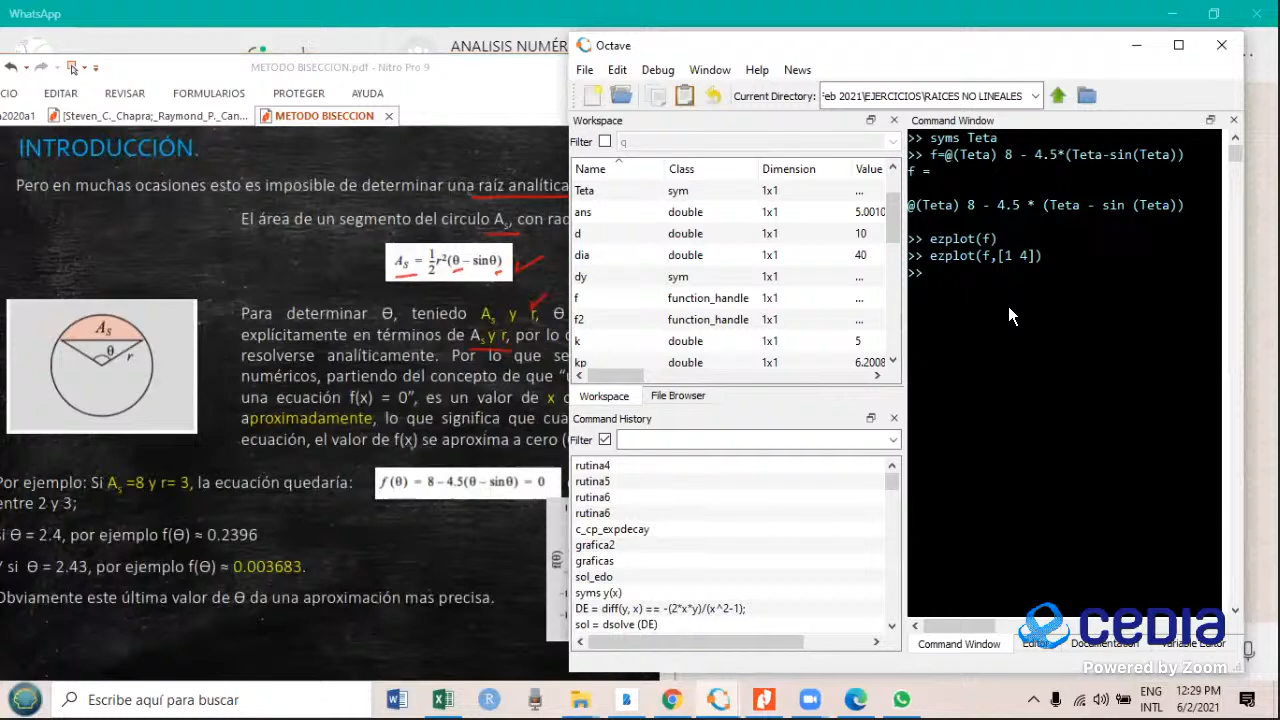 WhatsApp
ANALISIS NUMÉR
METODO BISECCION.pdf - Nitro Pro 9
CIO EDITAR REVISAR FORMULARIOS PROTEGER AYUDA
2020a1 [Steven_C._Chapra;_Raymond_P._Can... METODO BISECCION
INTRODUCCIÓN.
Pero en muchas ocasiones esto es imposible de determinar una raíz analítica
El área de un segmento del circulo As, con rad
As = 1/2 r²(θ – sinθ)
As
θ
r
Para determinar Θ, teniedo As y r, Θ
explícitamente en términos de As y r, por lo
resolverse analíticamente. Por lo que se
numéricos, partiendo del concepto de que "u
una ecuación f(x) = 0", es un valor de x
aproximadamente, lo que significa que cua
ecuación, el valor de f(x) se aproxima a cero (
Por ejemplo: Si As =8 y r= 3, la ecuación quedaría:
f(θ) = 8 – 4.5(θ – sinθ) = 0
entre 2 y 3;
si Θ = 2.4, por ejemplo f(Θ) ≈ 0.2396
Y si Θ = 2.43, por ejemplo f(Θ) ≈ 0.003683.
Obviamente este última valor de Θ da una aproximación mas precisa.
f(θ)
Octave
File Edit Debug Window Help News
Current Directory: 'eb 2021\EJERCICIOS\RAICES NO LINEALES
Workspace
Filter q
Name Class Dimension Value
Teta sym 1x1 ...
ans double 1x1 5.0010
d double 1x1 10
dia double 1x1 40
dy sym 1x1 ...
f function_handle 1x1 ...
f2 function_handle 1x1 ...
k double 1x1 5
kp double 1x1 6.2008
Workspace File Browser
Command History
Filter
rutina4
rutina5
rutina6
rutina6
c_cp_expdecay
grafica2
graficas
sol_edo
syms y(x)
DE = diff(y, x) == -(2*x*y)/(x^2-1);
sol = dsolve (DE)
Command Window
>> syms Teta
>> f=@(Teta) 8 - 4.5*(Teta-sin(Teta))
f =
@(Teta) 8 - 4.5 * (Teta - sin (Teta))
>> ezplot(f)
>> ezplot(f,[1 4])
>>
Command Window Editor Documentation Variable Editor
CEDIA
Powered by Zoom
Escribe aquí para buscar
ENG
INTL
12:29 PM
6/2/2021